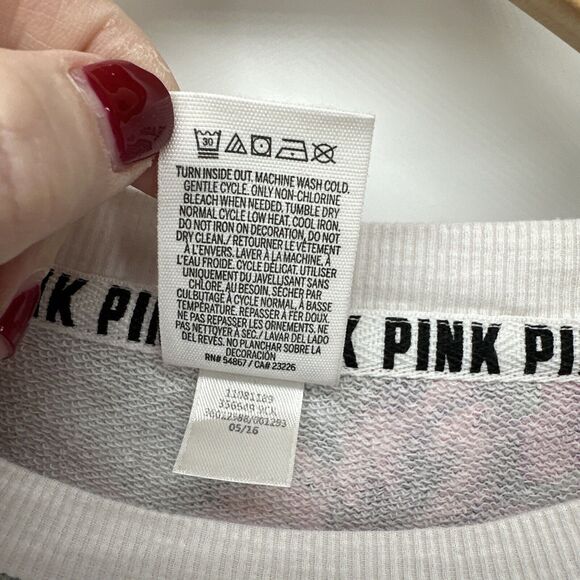 30
TURN INSIDE OUT. MACHINE WASH COLD.
GENTLE CYCLE. ONLY NON-CHLORINE
BLEACH WHEN NEEDED. TUMBLE DRY
NORMAL CYCLE LOW HEAT. COOL IRON.
DO NOT IRON ON DECORATION. DO NOT
DRY CLEAN./ RETOURNER LE VÊTEMENT
À L'ENVERS. LAVER À LA MACHINE, À
L'EAU FROIDE. CYCLE DÉLICAT. UTILISER
UNIQUEMENT DU JAVELLISANT SANS
CHLORE, AU BESOIN. SÉCHER PAR
CULBUTAGE À CYCLE NORMAL, À BASSE
TEMPÉRATURE. REPASSER À FER DOUX.
NE PAS REPASSER LES ORNEMENTS. NE
PAS NETTOYER À SEC./ LAVAR DEL LADO
DEL REVÉS. NO PLANCHAR SOBRE LA
DECORACIÓN
RN# 54867 / CA# 23226
K PINK PINK PIN
11081189
05/16